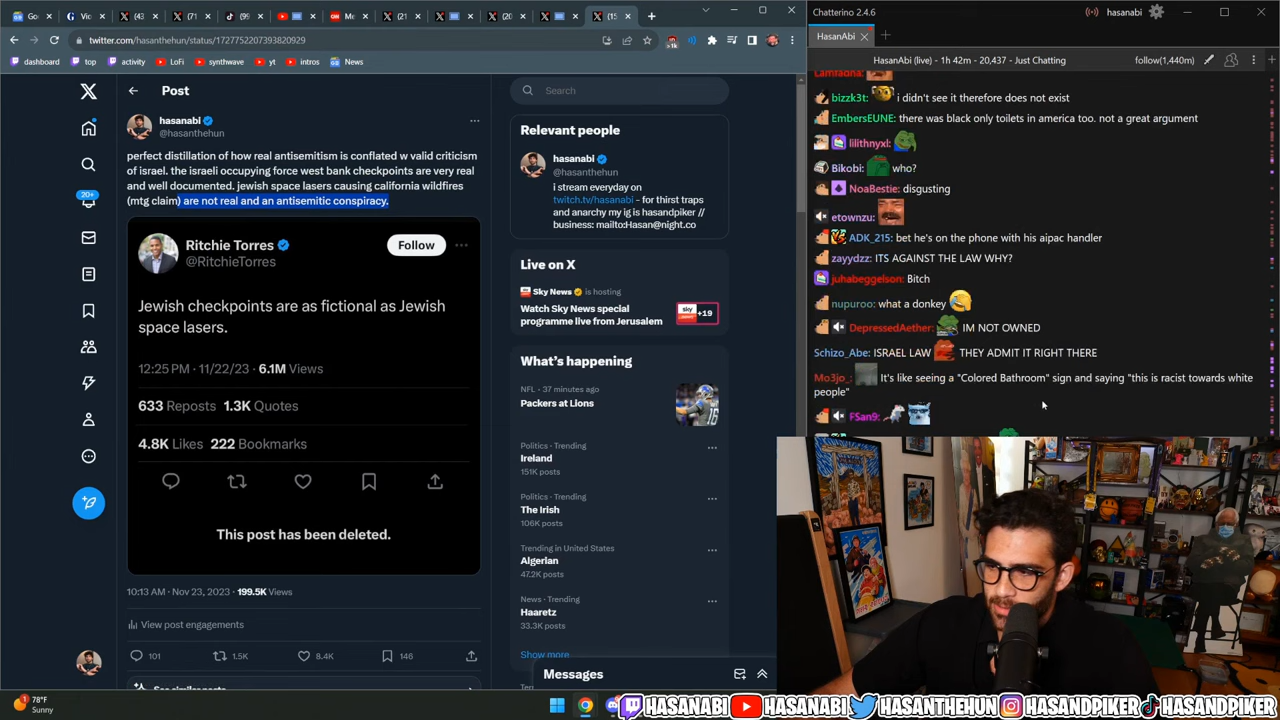 twitter.com/hasanthehun/status/1727752207393820929
dashboard
top
activity
LoFi
synthwave
yt
intros
News
Post
hasanabi
@hasanthehun
perfect distillation of how real antisemitism is conflated w valid criticism
of israel. the israeli occupying force west bank checkpoints are very real
and well documented. jewish space lasers causing california wildfires
(mtg claim) are not real and an antisemitic conspiracy.
Ritchie Torres
@RitchieTorres
Follow
Jewish checkpoints are as fictional as Jewish
space lasers.
12:25 PM · 11/22/23 · 6.1M Views
633 Reposts 1.3K Quotes
4.8K Likes 222 Bookmarks
This post has been deleted.
10:13 AM · Nov 23, 2023 · 199.5K Views
View post engagements
101
1.5K
8.4K
146
See similar posts
20+
Search
Relevant people
hasanabi
@hasanthehun
i stream everyday on
twitch.tv/hasanabi - for thirst traps
and anarchy my ig is hasandpiker //
business: mailto:Hasan@night.co
Live on X
Sky News is hosting
Watch Sky News special
programme live from Jerusalem
sky news +19
What's happening
NFL · 37 minutes ago
Packers at Lions
Politics · Trending
Ireland
151K posts
Politics · Trending
The Irish
106K posts
Trending in United States
Algerian
47.2K posts
News · Trending
Haaretz
33.3K posts
Show more
Messages
Chatterino 2.4.6
hasanabi
HasanAbi
HasanAbi (live) - 1h 42m - 20,437 - Just Chatting
follow(1,440m)
Lamfadna:
bizzk3t: i didn't see it therefore does not exist
EmbersEUNE: there was black only toilets in america too. not a great argument
lilithnyxl:
Bikobi: who?
NoaBestie: disgusting
etownzu:
ADK_215: bet he's on the phone with his aipac handler
zayydzz: ITS AGAINST THE LAW WHY?
juhabeggelson: Bitch
nupuroo: what a donkey
DepressedAether: IM NOT OWNED
Schizo_Abe: ISRAEL LAW THEY ADMIT IT RIGHT THERE
Mo3jo_: It's like seeing a "Colored Bathroom" sign and saying "this is racist towards white
people"
FSan9:
78°F
Sunny
HASANABI
HASANABI
HASANTHEHUN
HASANDPIKER
HASANDPIKER